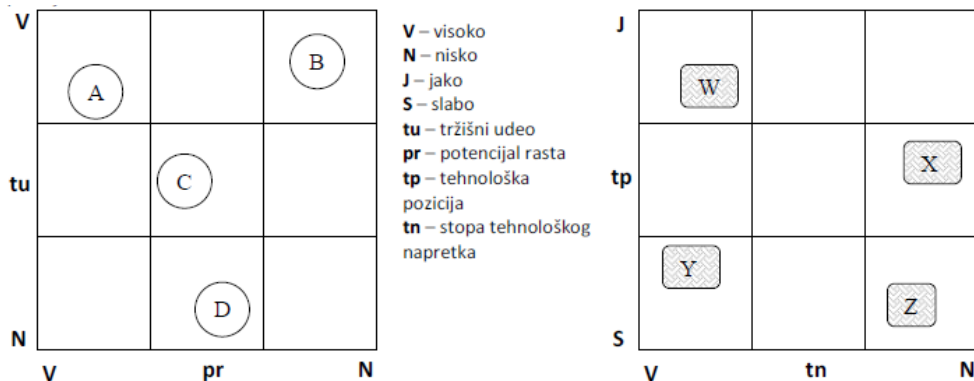 V
A
B
tu
C
D
N
V
pr
N
V – visoko
N – nisko
J – jako
S – slabo
tu – tržišni udeo
pr – potencijal rasta
tp – tehnološka
pozicija
tn – stopa tehnološkog
napretka
J
W
tp
X
Y
Z
S
V
tn
N